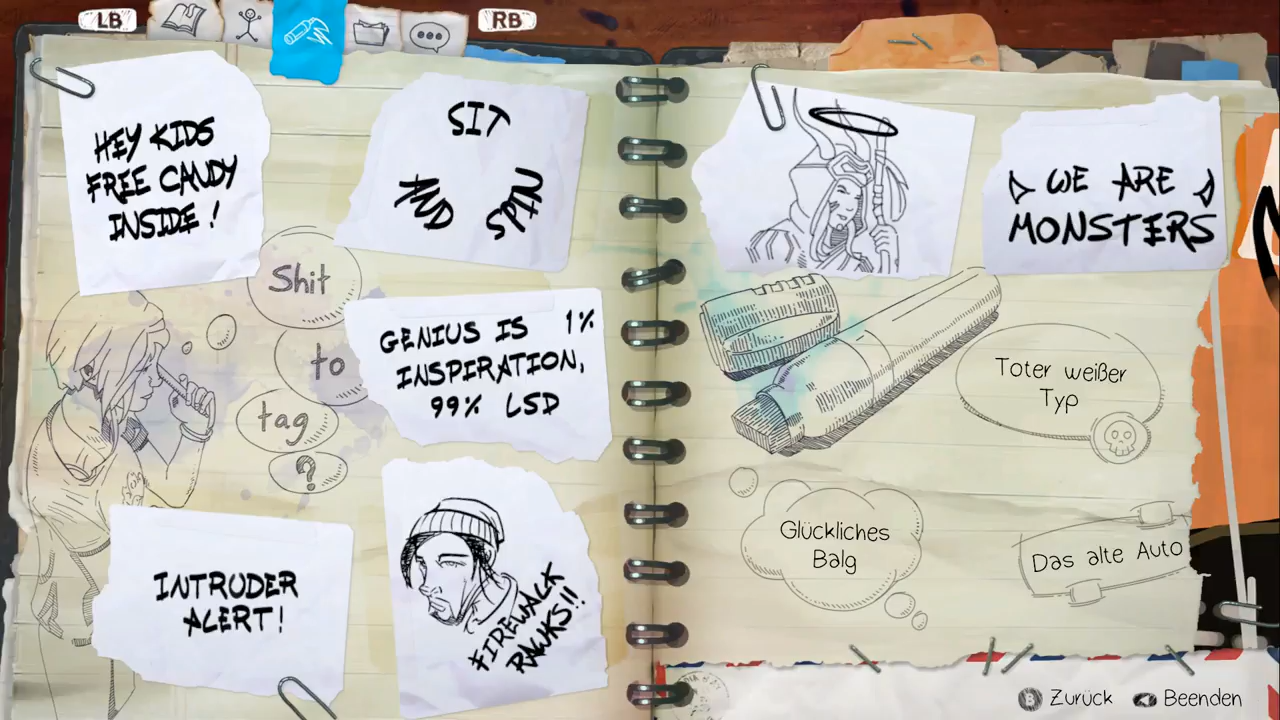 LB
RB
HEY KIDS
FREE CANDY
INSIDE!
SIT
AND
SPIN
Shit
to
tag
?
GENIUS IS 1%
INSPIRATION,
99% LSD
INTRUDER
ALERT!
FIREWALK
RAWKS!!
WE ARE
MONSTERS
Toter weißer
Typ
Glückliches
Balg
Das alte Auto
B Zurück
Beenden